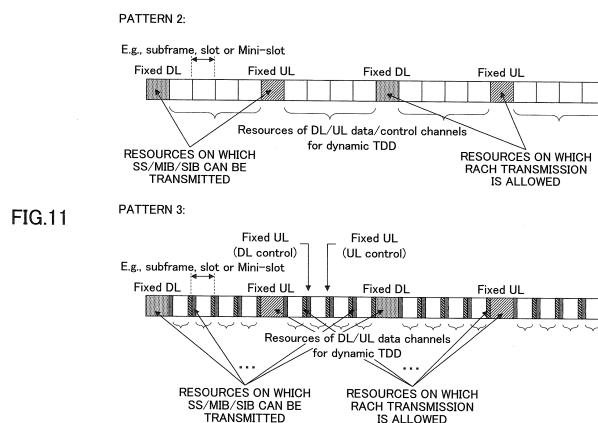 PATTERN 2:
E.g., subframe, slot or Mini-slot
Fixed DL Fixed UL Fixed DL Fixed UL
Resources of DL/UL data/control channels
for dynamic TDD
RESOURCES ON WHICH
SS/MIB/SIB CAN BE
TRANSMITTED
RESOURCES ON WHICH
RACH TRANSMISSION
IS ALLOWED
FIG.11
PATTERN 3:
Fixed UL
(DL control)
Fixed UL
(UL control)
E.g., subframe, slot or Mini-slot
Fixed DL Fixed UL Fixed DL Fixed UL
Resources of DL/UL data channels
for dynamic TDD
... ...
RESOURCES ON WHICH
SS/MIB/SIB CAN BE
TRANSMITTED
RESOURCES ON WHICH
RACH TRANSMISSION
IS ALLOWED